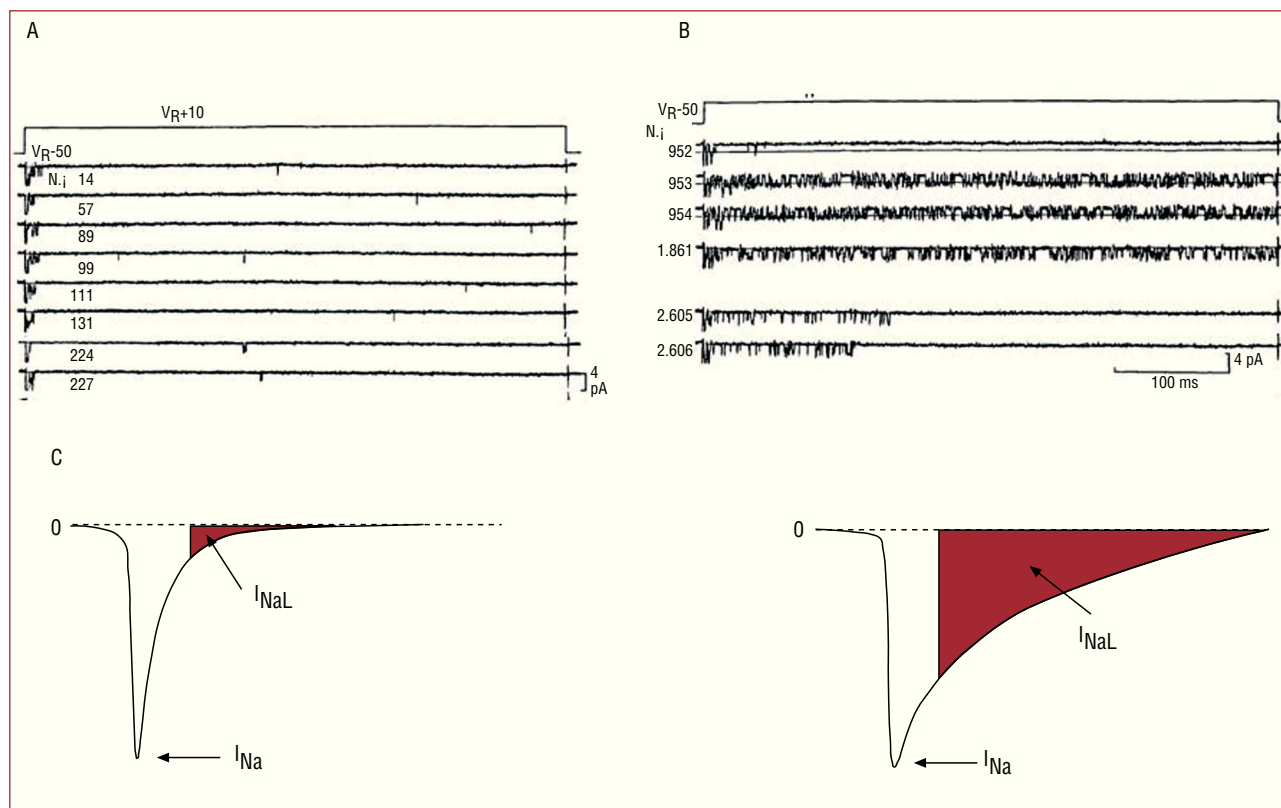 A
VR+10
VR-50
N.¡ 14
57
89
99
111
131
224
227
4
pA
B
VR-50
N.¡
952
953
954
1.861
2.605
2.606
4 pA
100 ms
C
0
INaL
INa
0
INaL
INa